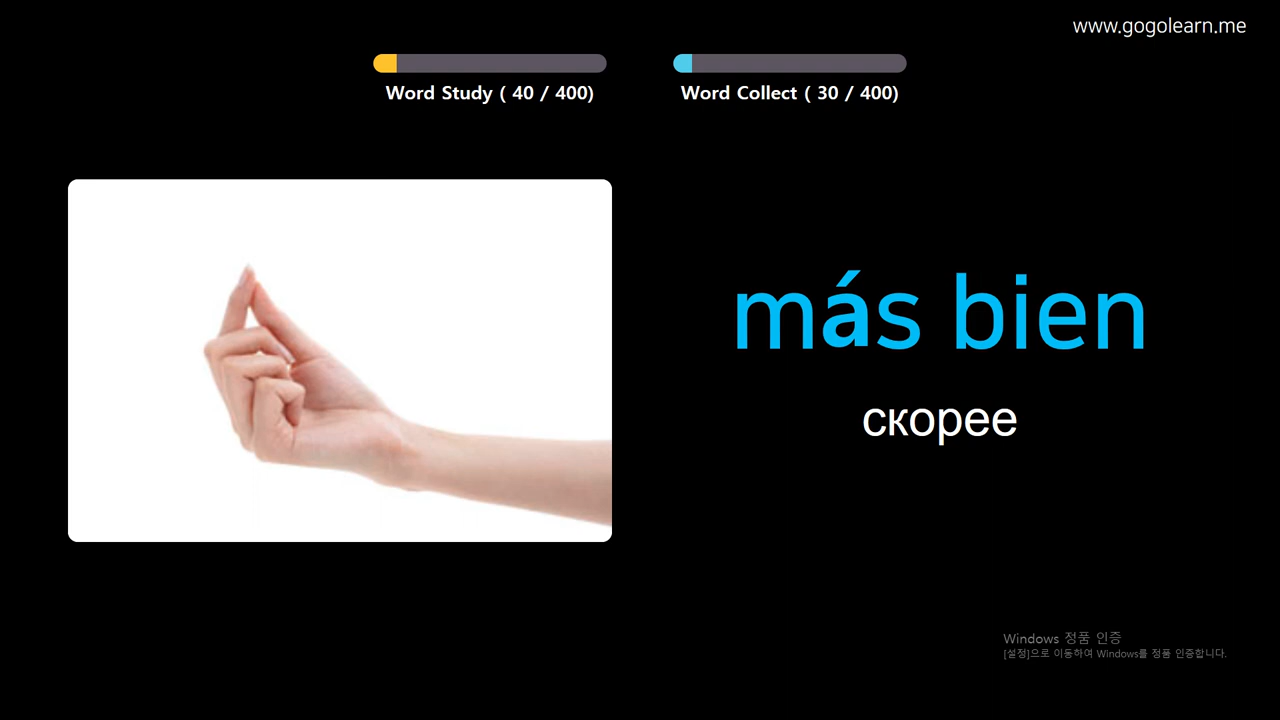 www.gogolearn.me
Word Study ( 40 / 400)
Word Collect ( 30 / 400)
más bien
скорее
Windows 정품 인증
[설정]으로 이동하여 Windows를 정품 인증합니다.